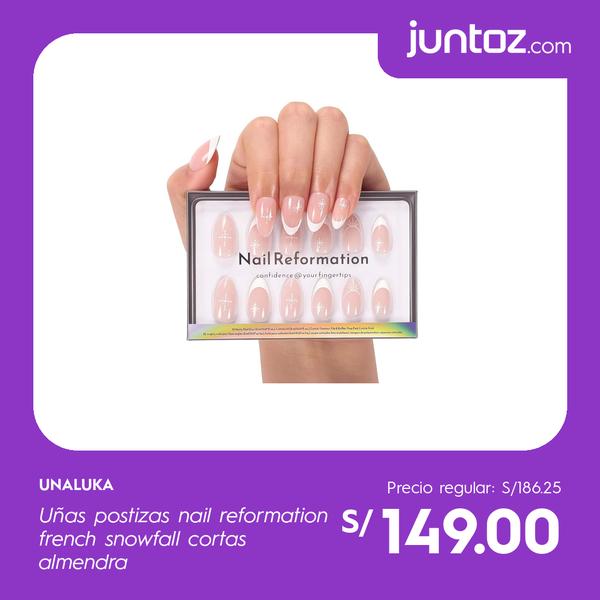 juntoz.com
Nail Reformation
confidence @ your fingertips
UNALUKA
Uñas postizas nail reformation
french snowfall cortas
almendra
Precio regular: S/186.25
S/ 149.00